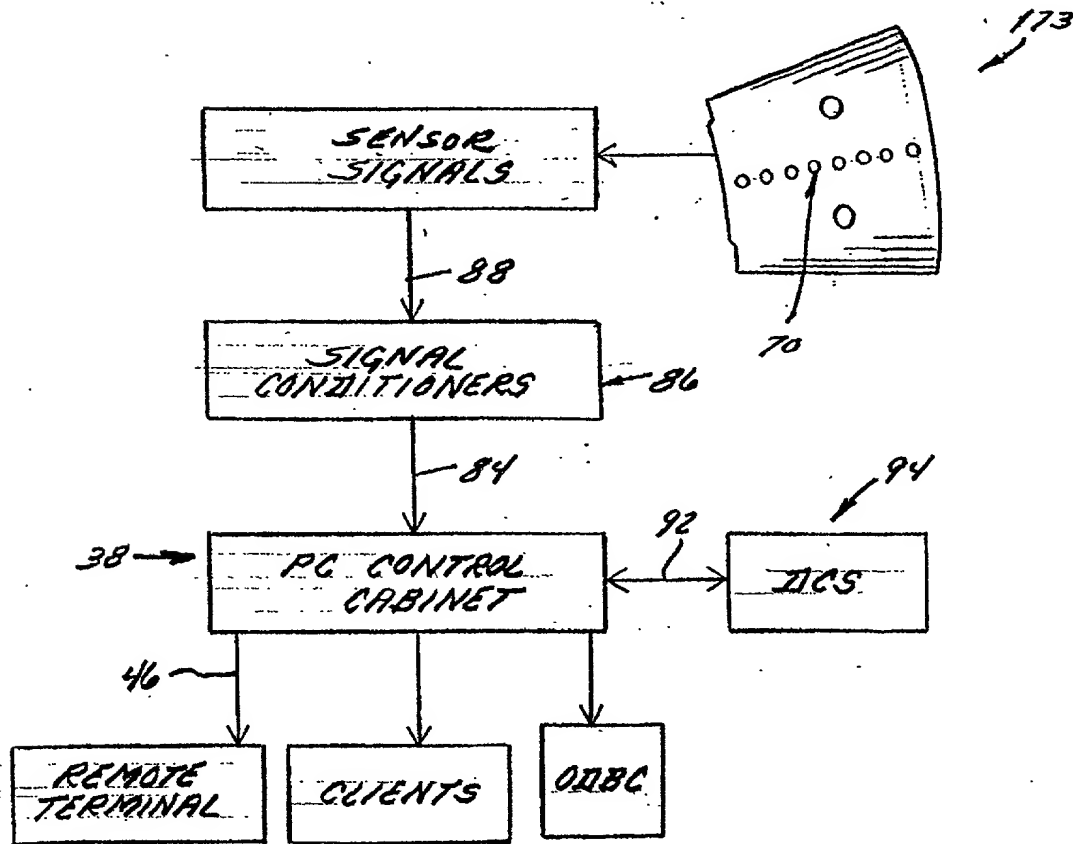 173
SENSOR
SIGNALS
88
70
SIGNAL
CONDITIONERS
86
84
94
92
38
PC CONTROL
CABINET
DCS
46
REMOTE
TERMINAL
CLIENTS
ODBC